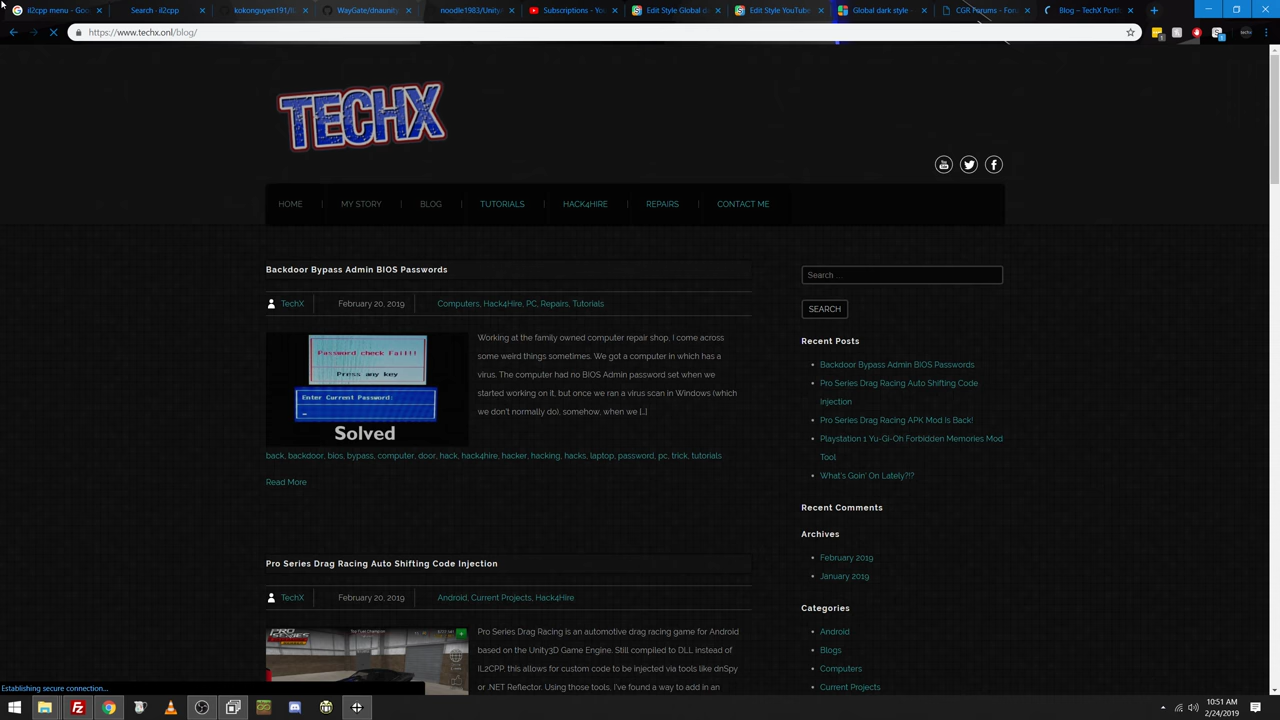 il2cpp menu - Goo
Search - il2cpp
kokonguyen191/
WayGate/dnaunite
noodle1983/Unity
Subscriptions - Yo
Edit Style Global d
Edit Style YouTube
Global dark style
CGR Forums - For
Blog – TechX Port
https://www.techx.onl/blog/
TECHX
HOME
MY STORY
BLOG
TUTORIALS
HACK4HIRE
REPAIRS
CONTACT ME
Backdoor Bypass Admin BIOS Passwords
TechX
February 20, 2019
Computers, Hack4Hire, PC, Repairs, Tutorials
Password check Fail!!
Press any key
Enter Current Password:
Solved
Working at the family owned computer repair shop, I come across
some weird things sometimes. We got a computer in which has a
virus. The computer had no BIOS Admin password set when we
started working on it, but once we ran a virus scan in Windows (which
we don't normally do), somehow, when we [...]
back, backdoor, bios, bypass, computer, door, hack, hack4hire, hacker, hacking, hacks, laptop, password, pc, trick, tutorials
Read More
Pro Series Drag Racing Auto Shifting Code Injection
TechX
February 20, 2019
Android, Current Projects, Hack4Hire
PRO SERIES
Pro Series Drag Racing is an automotive drag racing game for Android
based on the Unity3D Game Engine. Still compiled to DLL instead of
iL2CPP, this allows for custom code to be injected via tools like dnSpy
or .NET Reflector. Using those tools, I've found a way to add in an
Search …
SEARCH
Recent Posts
Backdoor Bypass Admin BIOS Passwords
Pro Series Drag Racing Auto Shifting Code
Injection
Pro Series Drag Racing APK Mod is Back!
Playstation 1 Yu-Gi-Oh Forbidden Memories Mod
Tool
What's Goin' On Lately?!?
Recent Comments
Archives
February 2019
January 2019
Categories
Android
Blogs
Computers
Current Projects
Establishing secure connection...
10:51 AM
2/24/2019